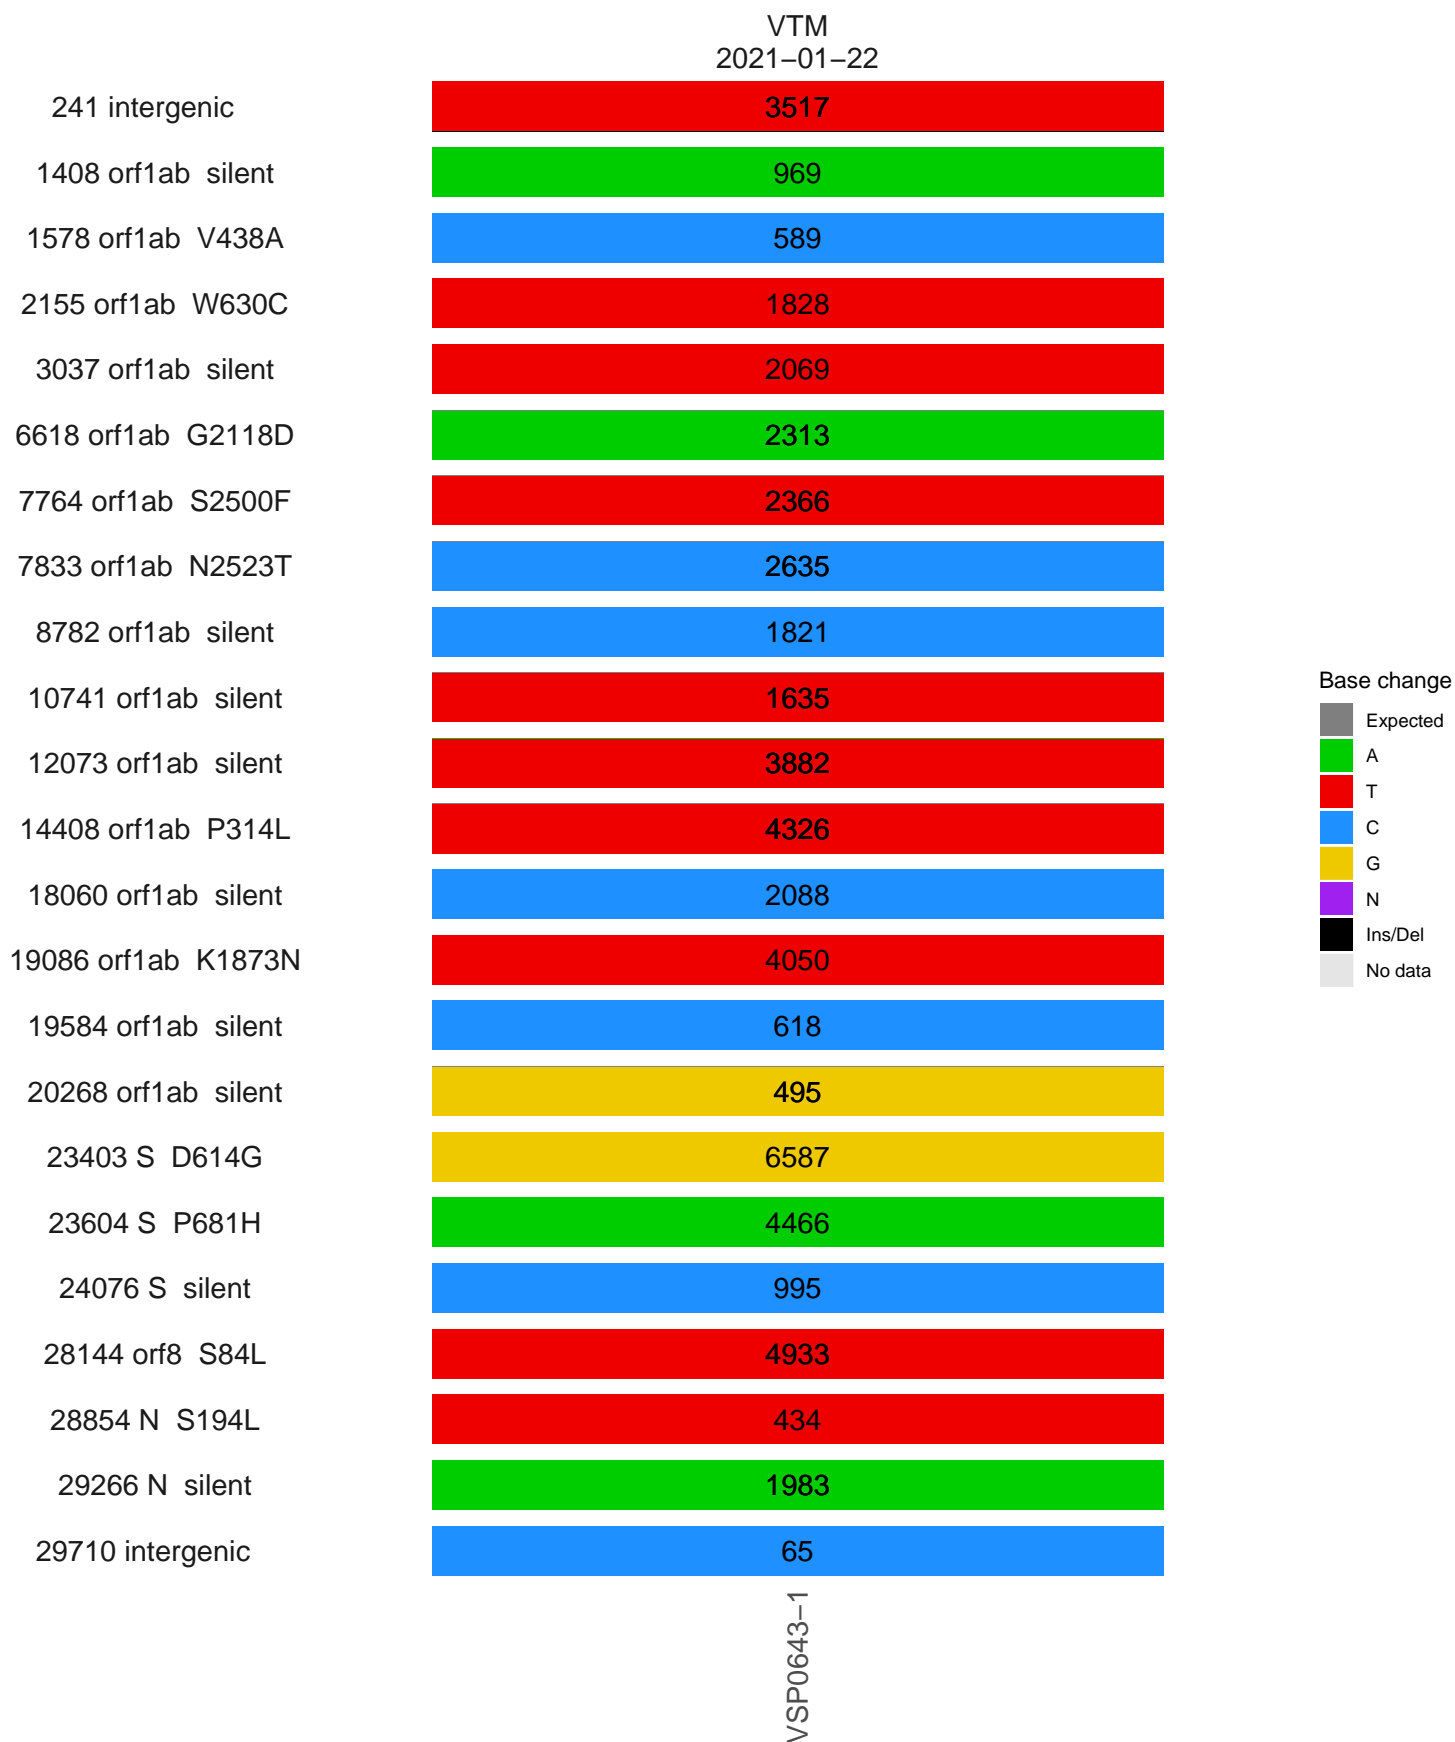 VTM
2021−01−22
241 intergenic 3517
1408 orf1ab silent 969
1578 orf1ab V438A 589
2155 orf1ab W630C 1828
3037 orf1ab silent 2069
6618 orf1ab G2118D 2313
7764 orf1ab S2500F 2366
7833 orf1ab N2523T 2635
8782 orf1ab silent 1821
10741 orf1ab silent 1635
12073 orf1ab silent 3882
14408 orf1ab P314L 4326
18060 orf1ab silent 2088
19086 orf1ab K1873N 4050
19584 orf1ab silent 618
20268 orf1ab silent 495
23403 S D614G 6587
23604 S P681H 4466
24076 S silent 995
28144 orf8 S84L 4933
28854 N S194L 434
29266 N silent 1983
29710 intergenic 65
VSP0643−1
Base change
Expected
A
T
C
G
N
Ins/Del
No data